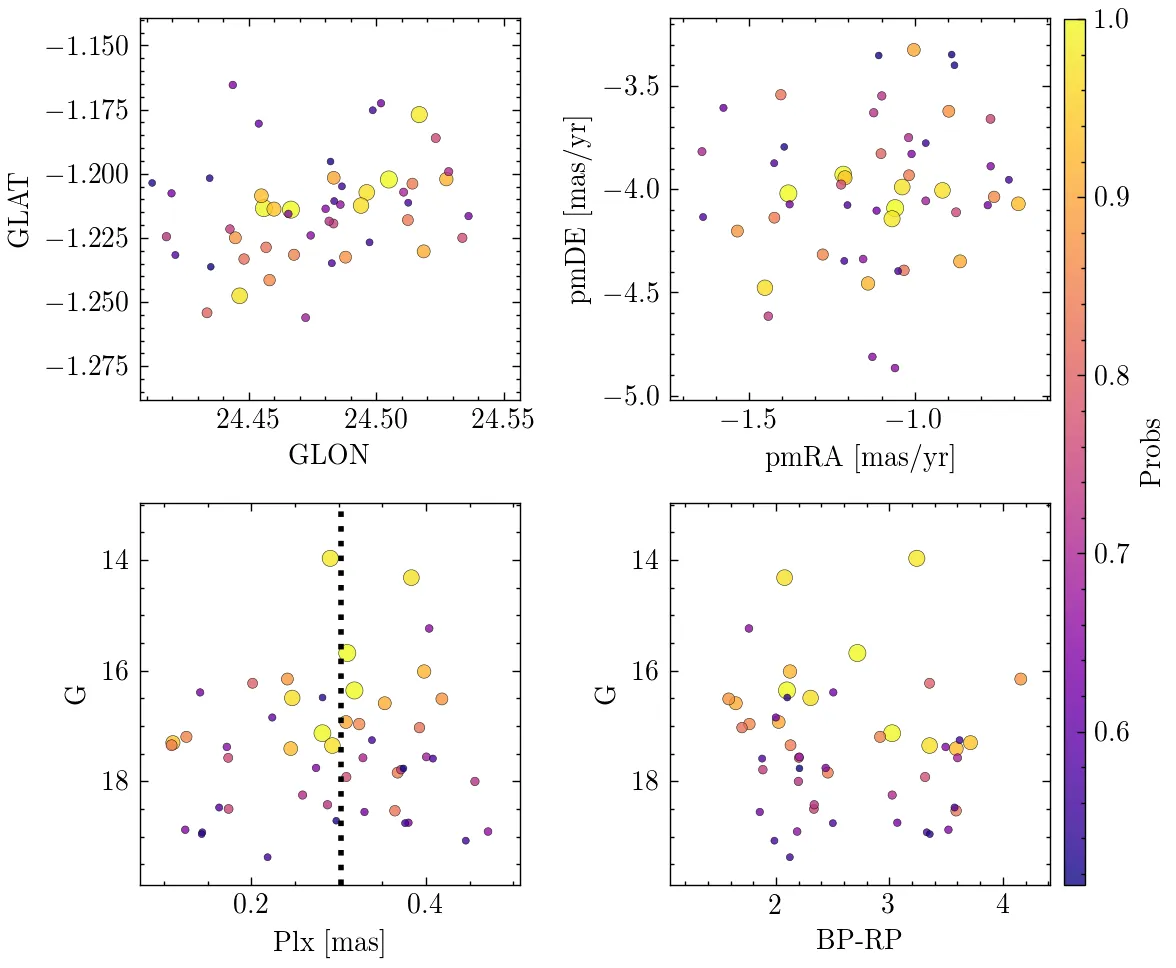 −1.150
−1.175
−1.200
−1.225
−1.250
−1.275
GLAT
24.45 24.50 24.55
GLON
−3.5
−4.0
−4.5
−5.0
pmDE [mas/yr]
−1.5 −1.0
pmRA [mas/yr]
14
16
18
G
0.2 0.4
Plx [mas]
14
16
18
G
2 3 4
BP-RP
1.0
0.9
0.8
0.7
0.6
Probs